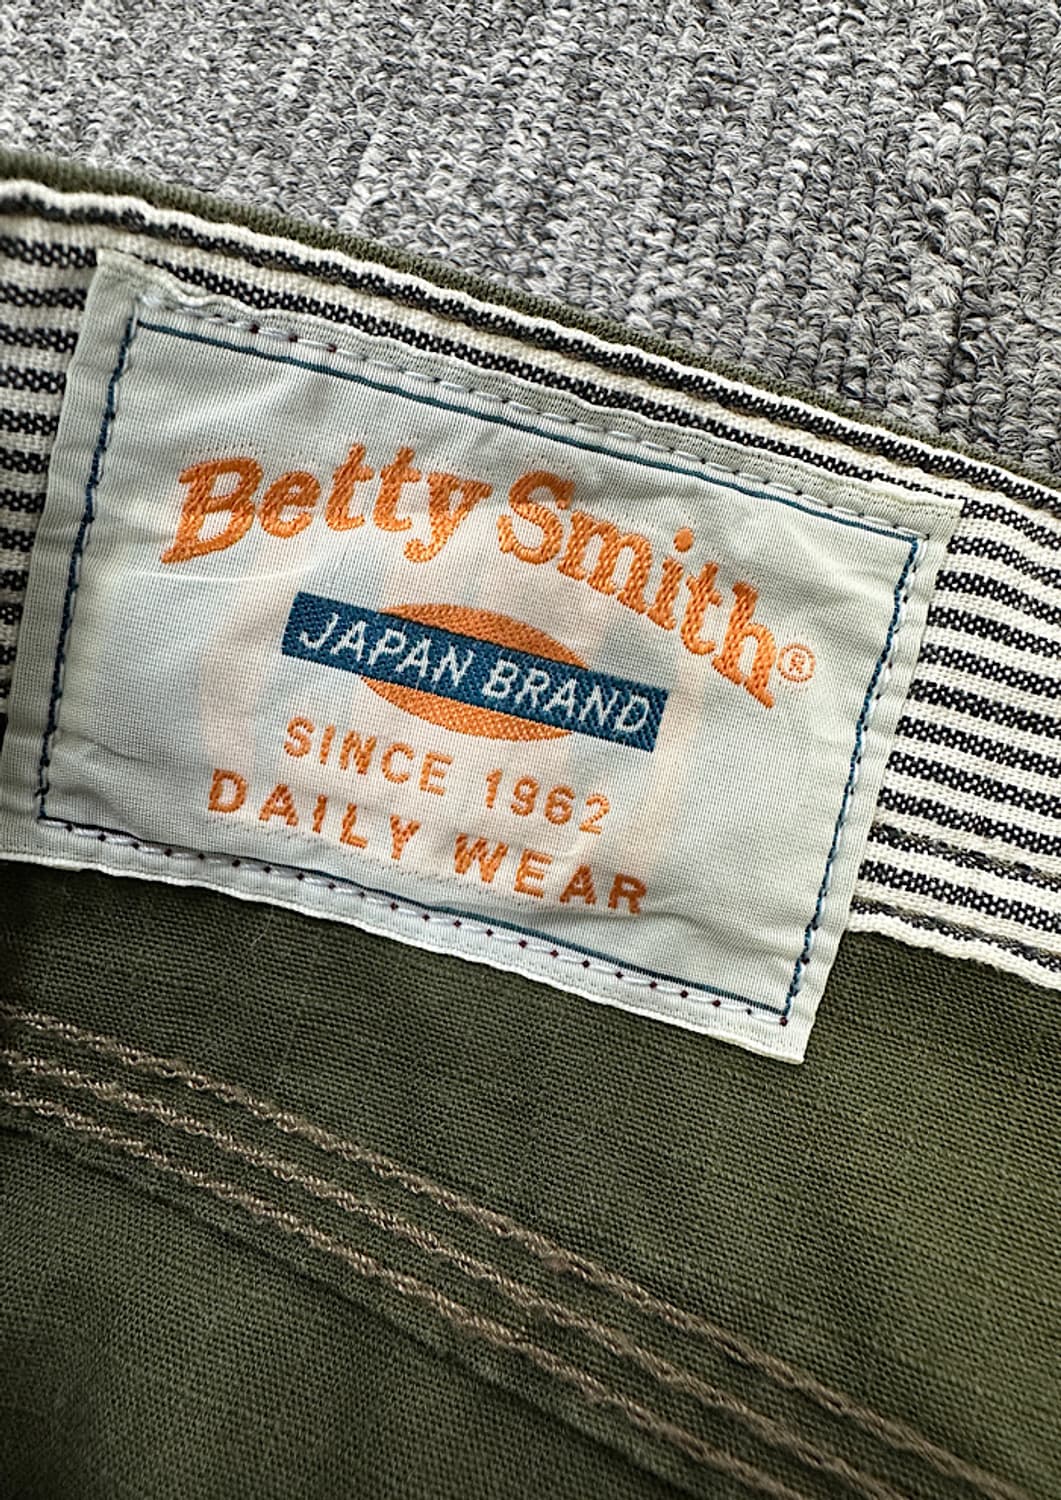 Betty Smith®
JAPAN BRAND
SINCE 1962
DAILY WEAR